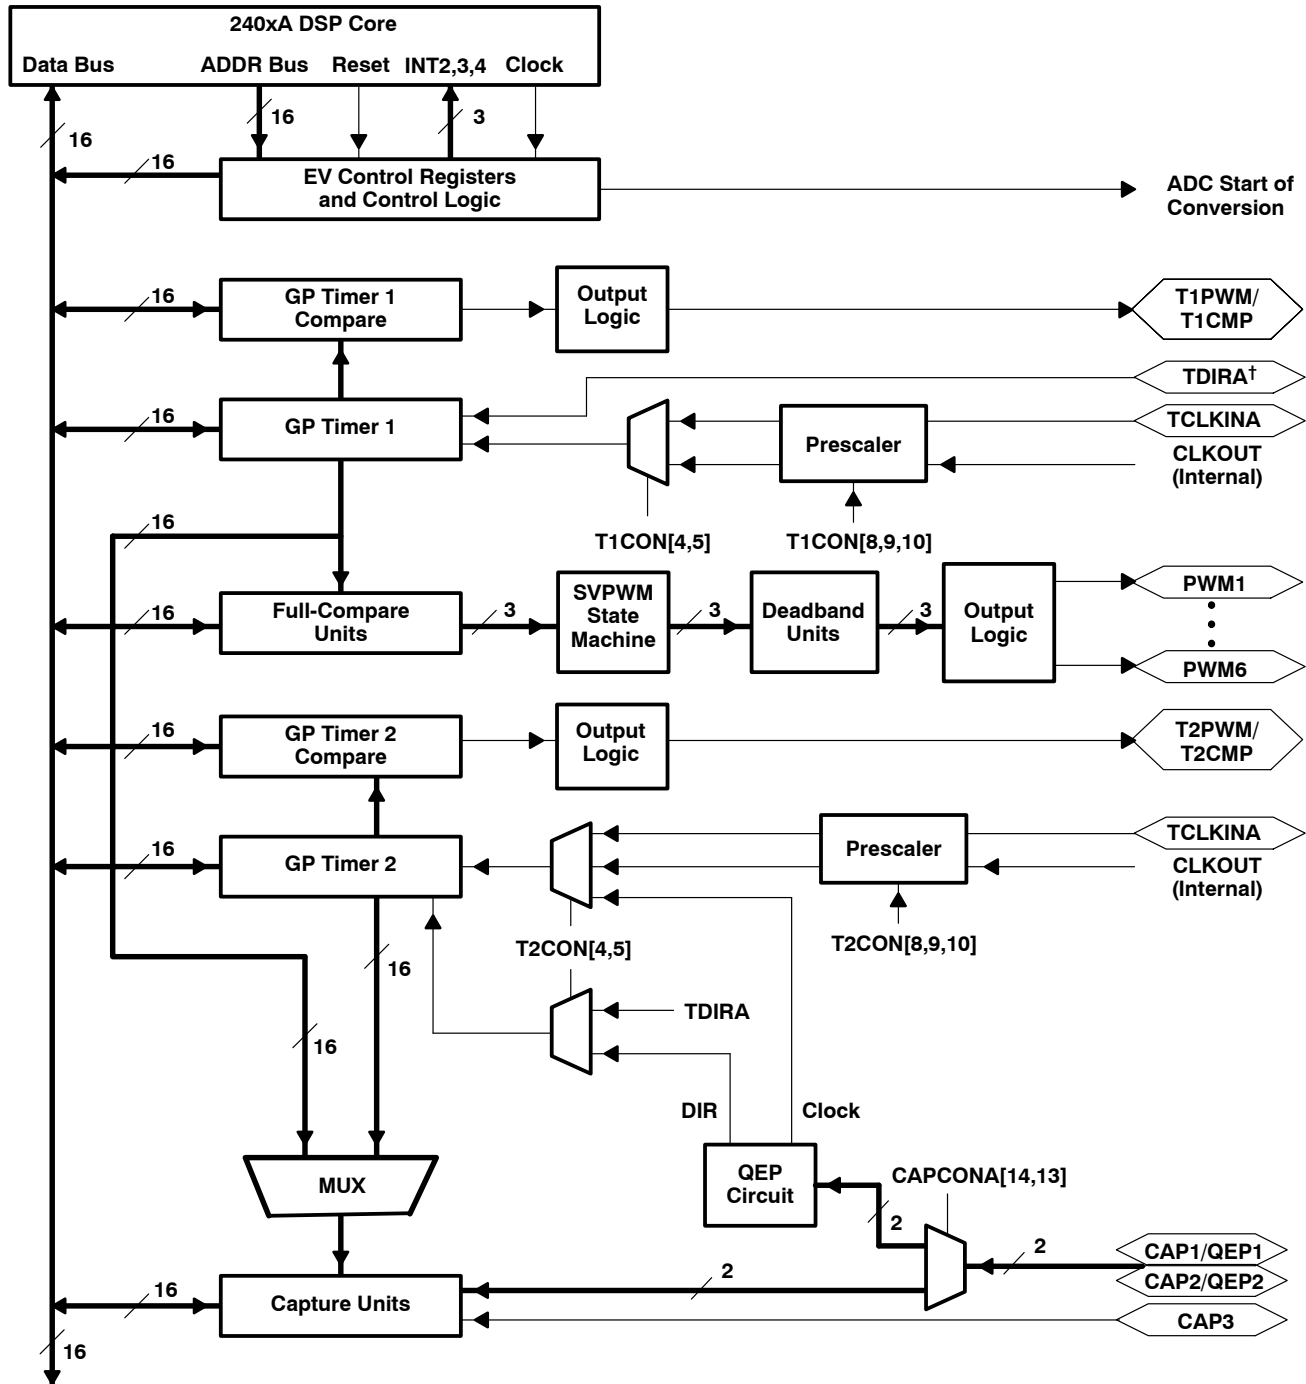 240xA DSP Core
Data Bus
ADDR Bus
Reset
INT2,3,4
Clock
16
16
3
16
EV Control Registers
and Control Logic
ADC Start of
Conversion
16
GP Timer 1
Compare
Output
Logic
T1PWM/
T1CMP
TDIRA†
16
GP Timer 1
Prescaler
TCLKINA
CLKOUT
(Internal)
T1CON[4,5]
T1CON[8,9,10]
16
16
Full-Compare
Units
3
SVPWM
State
Machine
3
Deadband
Units
3
Output
Logic
PWM1
PWM6
16
GP Timer 2
Compare
Output
Logic
T2PWM/
T2CMP
16
GP Timer 2
Prescaler
TCLKINA
CLKOUT
(Internal)
T2CON[4,5]
T2CON[8,9,10]
16
TDIRA
16
DIR
Clock
MUX
QEP
Circuit
CAPCONA[14,13]
2
2
CAP1/QEP1
CAP2/QEP2
16
Capture Units
2
CAP3
16